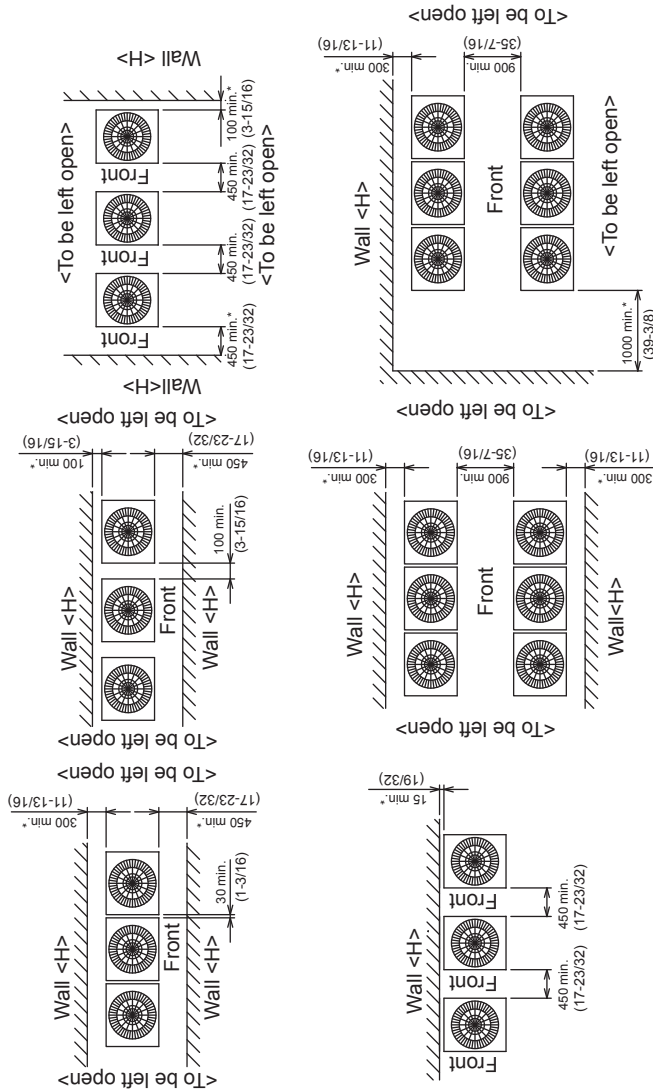 <To be left open>
Wall <H>
Front
Front
Front
450 min.*
(17-23/32)
450 min.
(17-23/32)
450 min.
(17-23/32)
100 min.*
(3-15/16)
<To be left open>
Wall<H>
<To be left open>
300 min.*
(11-13/16)
900 min.
(35-7/16)
Wall <H>
Front
<To be left open>
1000 min.*
(39-3/8)
<To be left open>
<To be left open>
100 min.*
(3-15/16)
450 min.*
(17-23/32)
Wall <H>
Front
100 min.
(3-15/16)
Wall <H>
<To be left open>
300 min.*
(11-13/16)
900 min.
(35-7/16)
300 min.*
(11-13/16)
Wall <H>
Front
Wall<H>
<To be left open>
<To be left open>
300 min.*
(11-13/16)
450 min.*
(17-23/32)
Wall <H>
Front
30 min.
(1-3/16)
Wall <H>
<To be left open>
<To be left open>
15 min.*
(19/32)
Wall <H>
Front
Front
Front
450 min.
(17-23/32)
450 min.
(17-23/32)